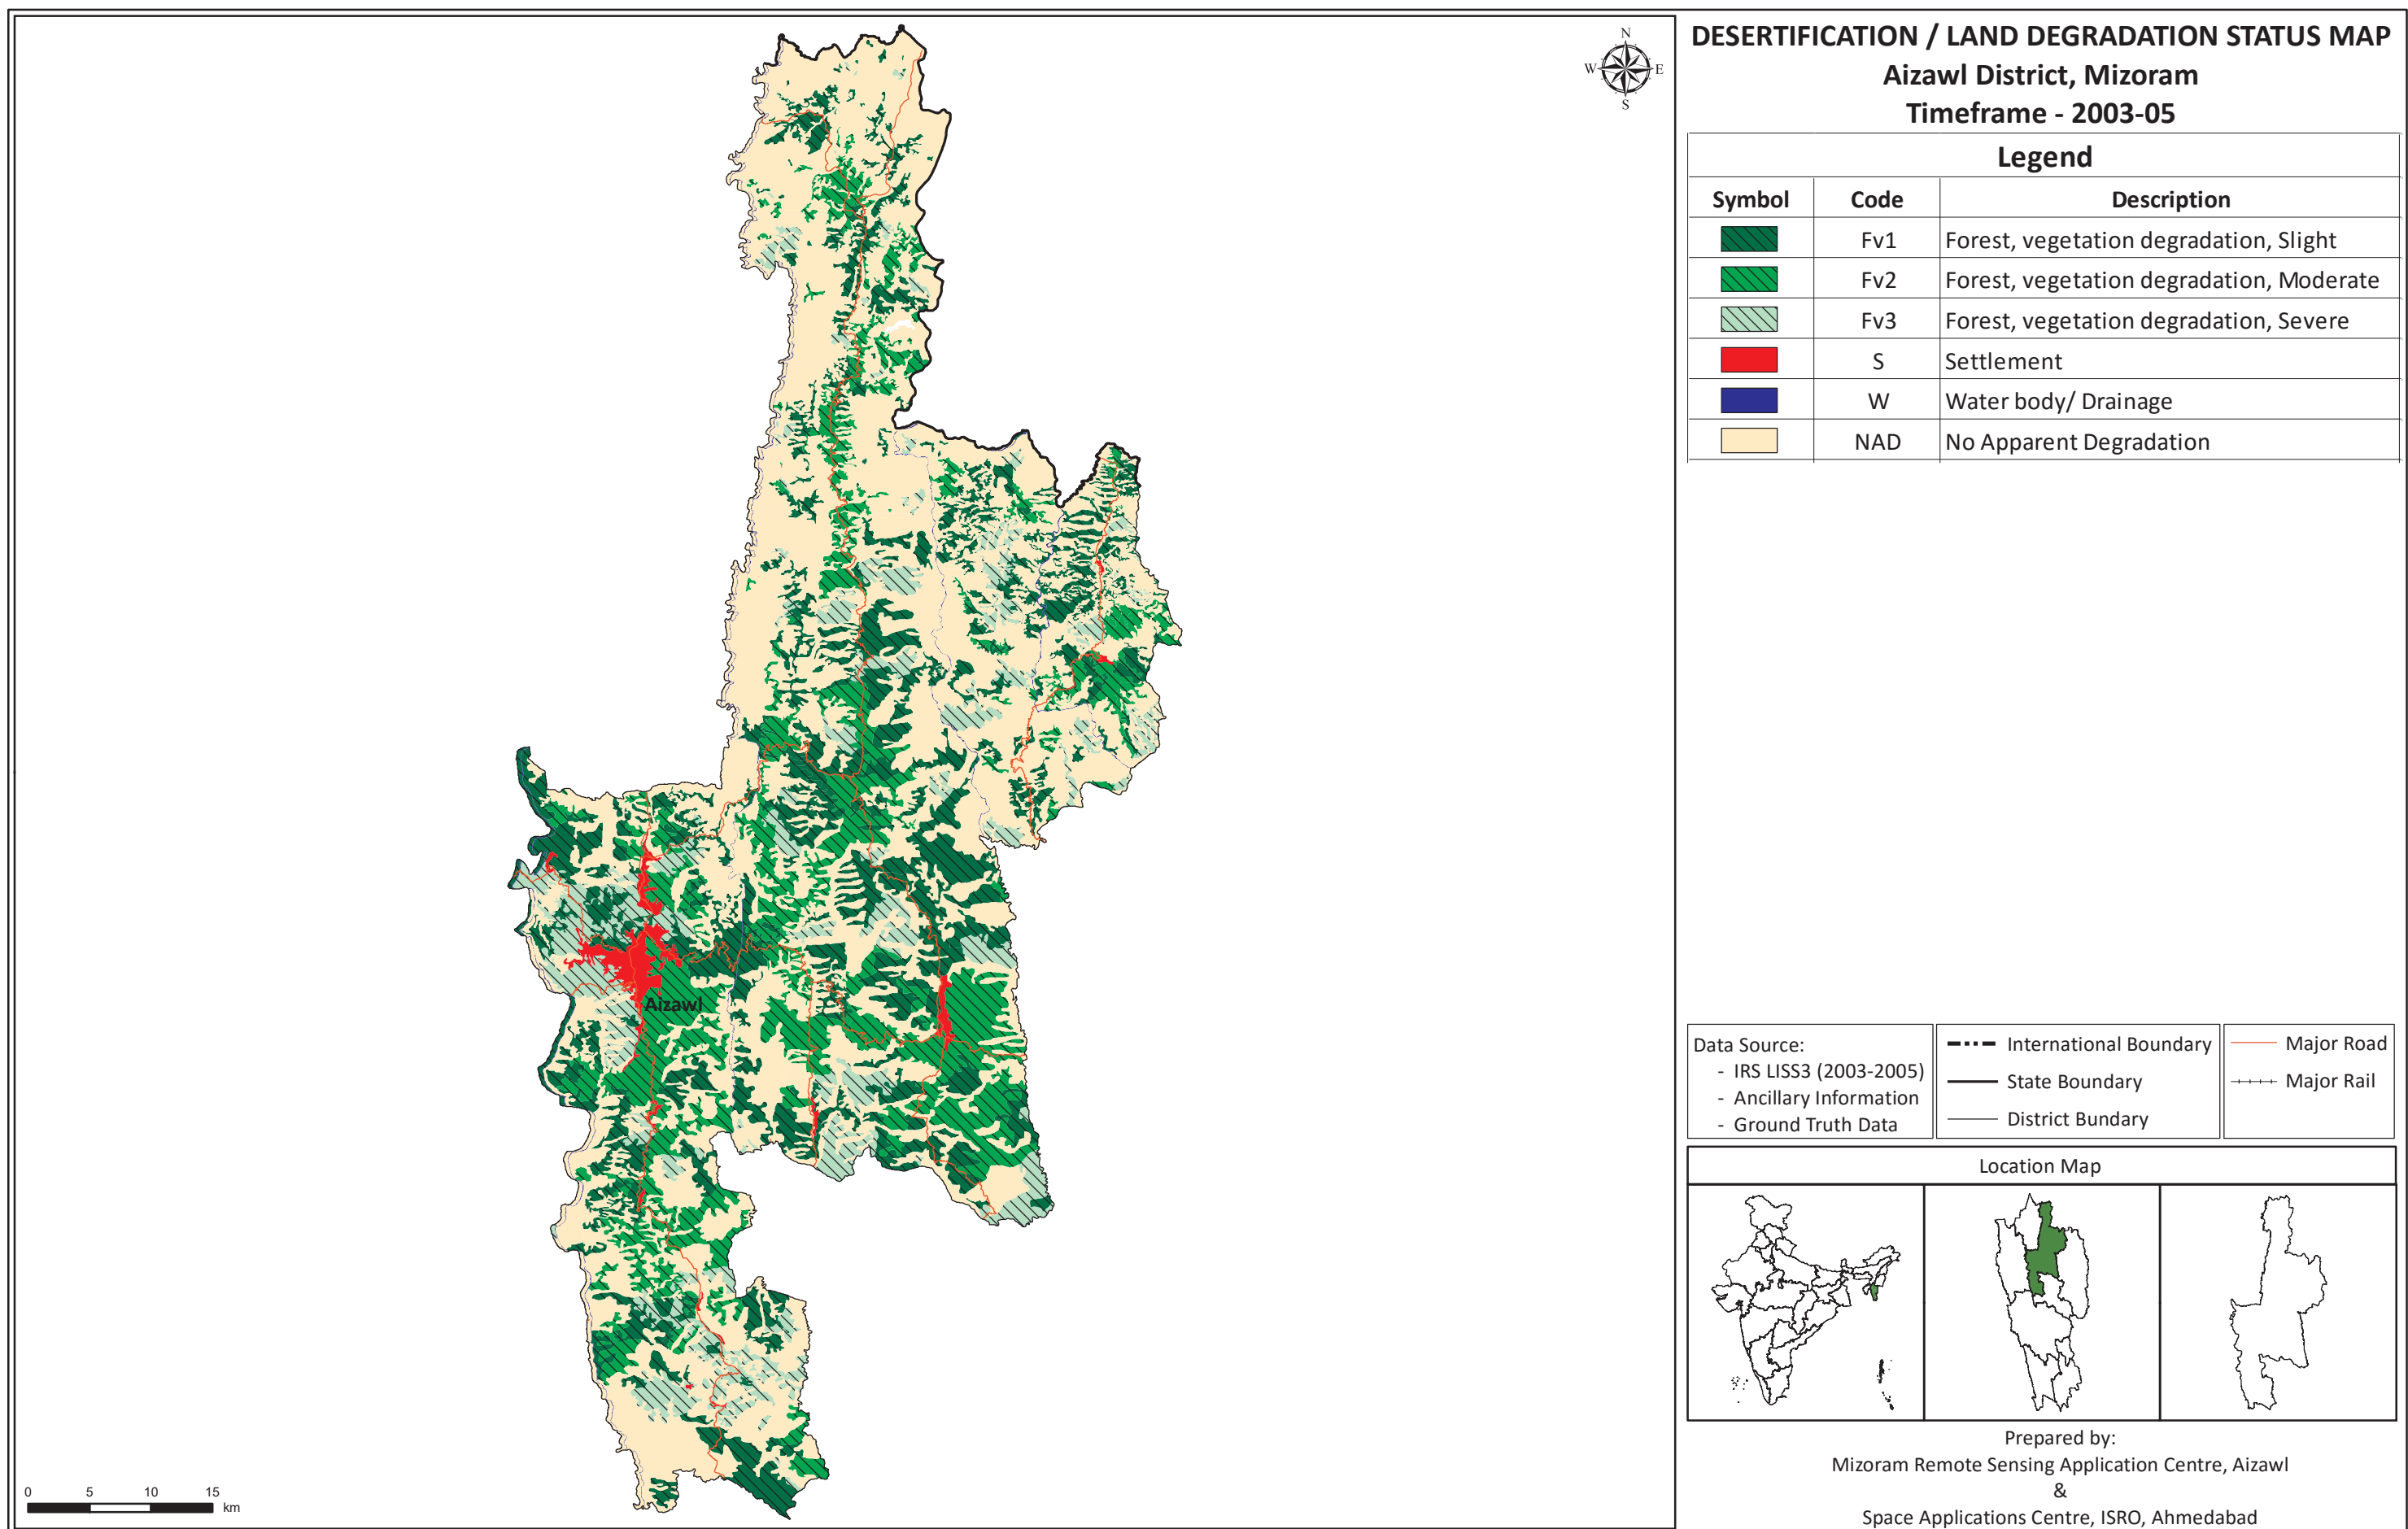 DESERTIFICATION / LAND DEGRADATION STATUS MAP
Aizawl District, Mizoram
Timeframe - 2003-05
Legend
Symbol Code Description
Fv1 Forest, vegetation degradation, Slight
Fv2 Forest, vegetation degradation, Moderate
Fv3 Forest, vegetation degradation, Severe
S Settlement
W Water body/ Drainage
NAD No Apparent Degradation
N
W E
S
Aizawl
0 5 10 15
km
Data Source:
- IRS LISS3 (2003-2005)
- Ancillary Information
- Ground Truth Data
International Boundary
State Boundary
District Bundary
Major Road
Major Rail
Location Map
Prepared by:
Mizoram Remote Sensing Application Centre, Aizawl
&
Space Applications Centre, ISRO, Ahmedabad